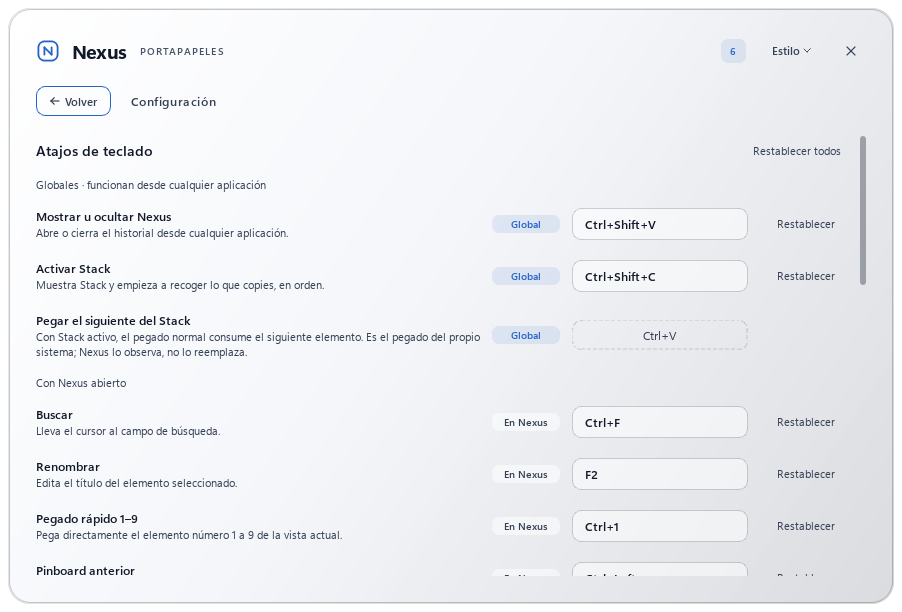 N Nexus PORTAPAPELES 6 Estilo
← Volver Configuración
Atajos de teclado Restablecer todos
Globales · funcionan desde cualquier aplicación
Mostrar u ocultar Nexus
Abre o cierra el historial desde cualquier aplicación.
Global Ctrl+Shift+V Restablecer
Activar Stack
Muestra Stack y empieza a recoger lo que copies, en orden.
Global Ctrl+Shift+C Restablecer
Pegar el siguiente del Stack
Con Stack activo, el pegado normal consume el siguiente elemento. Es el pegado del propio
sistema; Nexus lo observa, no lo reemplaza.
Global Ctrl+V
Con Nexus abierto
Buscar
Lleva el cursor al campo de búsqueda.
En Nexus Ctrl+F Restablecer
Renombrar
Edita el título del elemento seleccionado.
En Nexus F2 Restablecer
Pegado rápido 1–9
Pega directamente el elemento número 1 a 9 de la vista actual.
En Nexus Ctrl+1 Restablecer
Pinboard anterior